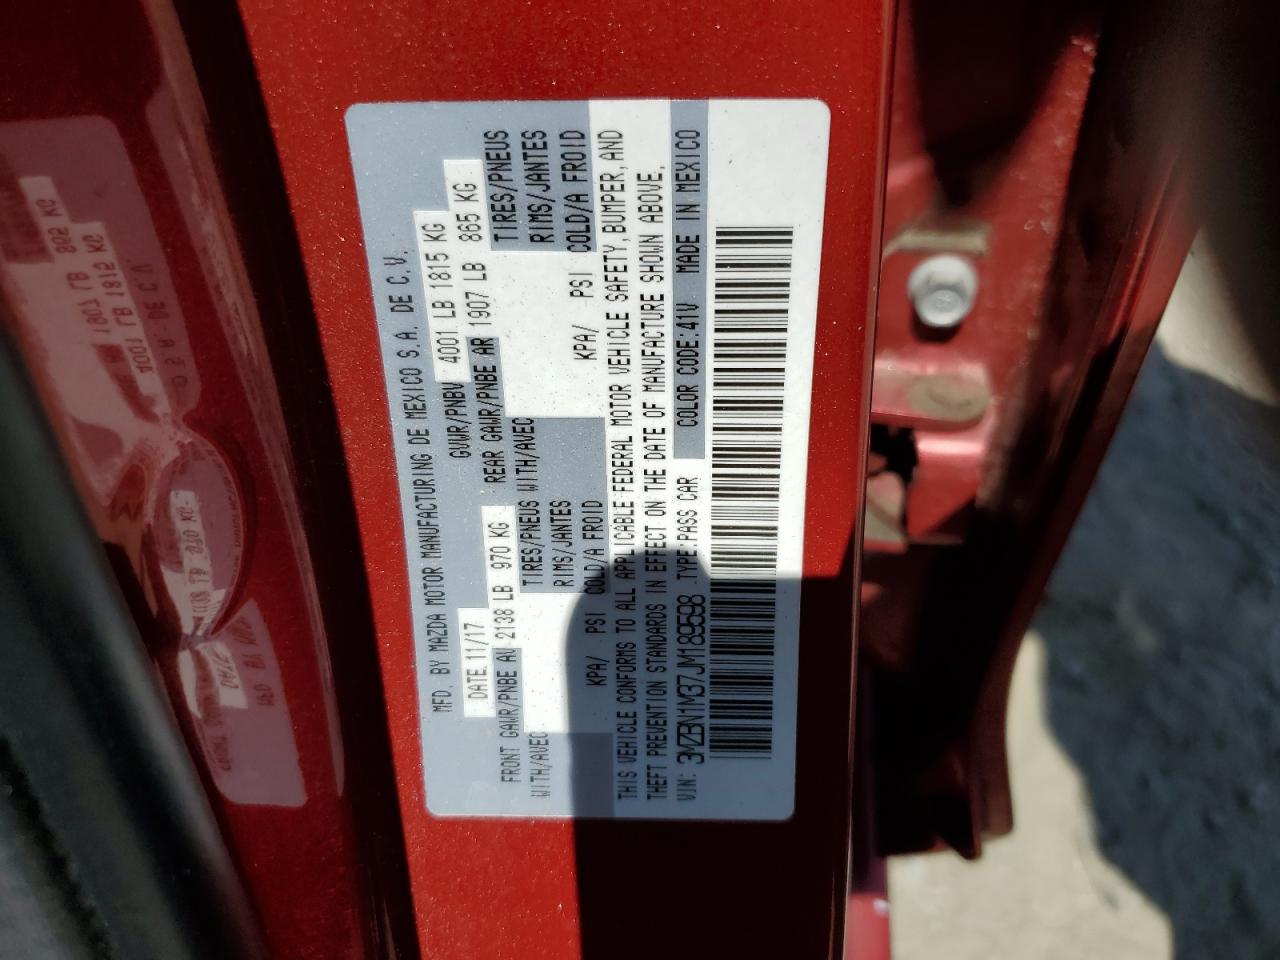 MFD. BY MAZDA MOTOR MANUFACTURING DE MEXICO S.A. DE C.V.
DATE 11/17 GVWR/PNBV 4001 LB 1815 KG
FRONT GAWR/PNBE AV 2138 LB 970 KG REAR GAWR/PNBE AR 1907 LB 865 KG
WITH/AVEC TIRES/PNEUS WITH/AVEC TIRES/PNEUS
RIMS/JANTES RIMS/JANTES
KPA/ PSI COLD/A FROID KPA/ PSI COLD/A FROID
THIS VEHICLE CONFORMS TO ALL APPLICABLE FEDERAL MOTOR VEHICLE SAFETY, BUMPER, AND
THEFT PREVENTION STANDARDS IN EFFECT ON THE DATE OF MANUFACTURE SHOWN ABOVE.
VIN: 3MZBN1M37JM189598 TYPE:PASS CAR COLOR CODE:41V MADE IN MEXICO